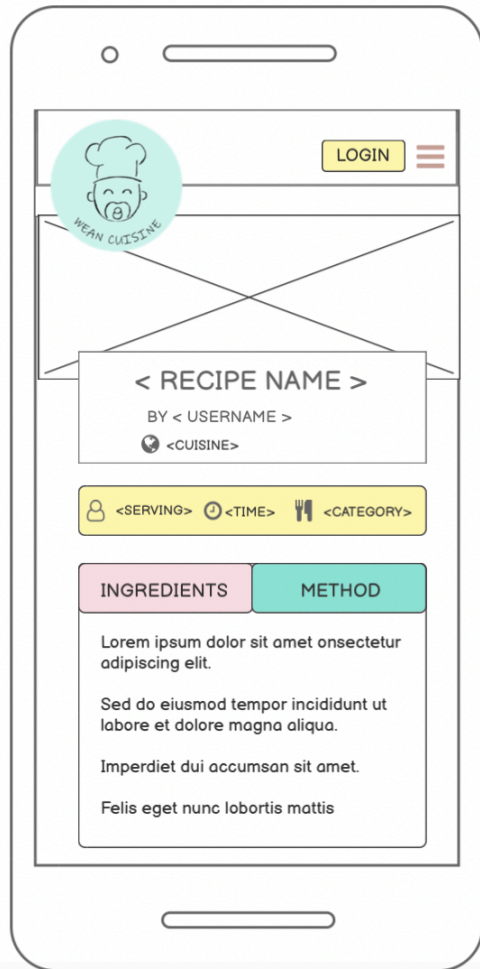 LOGIN
WEAN CUISINE
< RECIPE NAME >
BY < USERNAME >
<CUISINE>
<SERVING> <TIME> <CATEGORY>
INGREDIENTS METHOD
Lorem ipsum dolor sit amet onsectetur
adipiscing elit.
Sed do eiusmod tempor incididunt ut
labore et dolore magna aliqua.
Imperdiet dui accumsan sit amet.
Felis eget nunc lobortis mattis